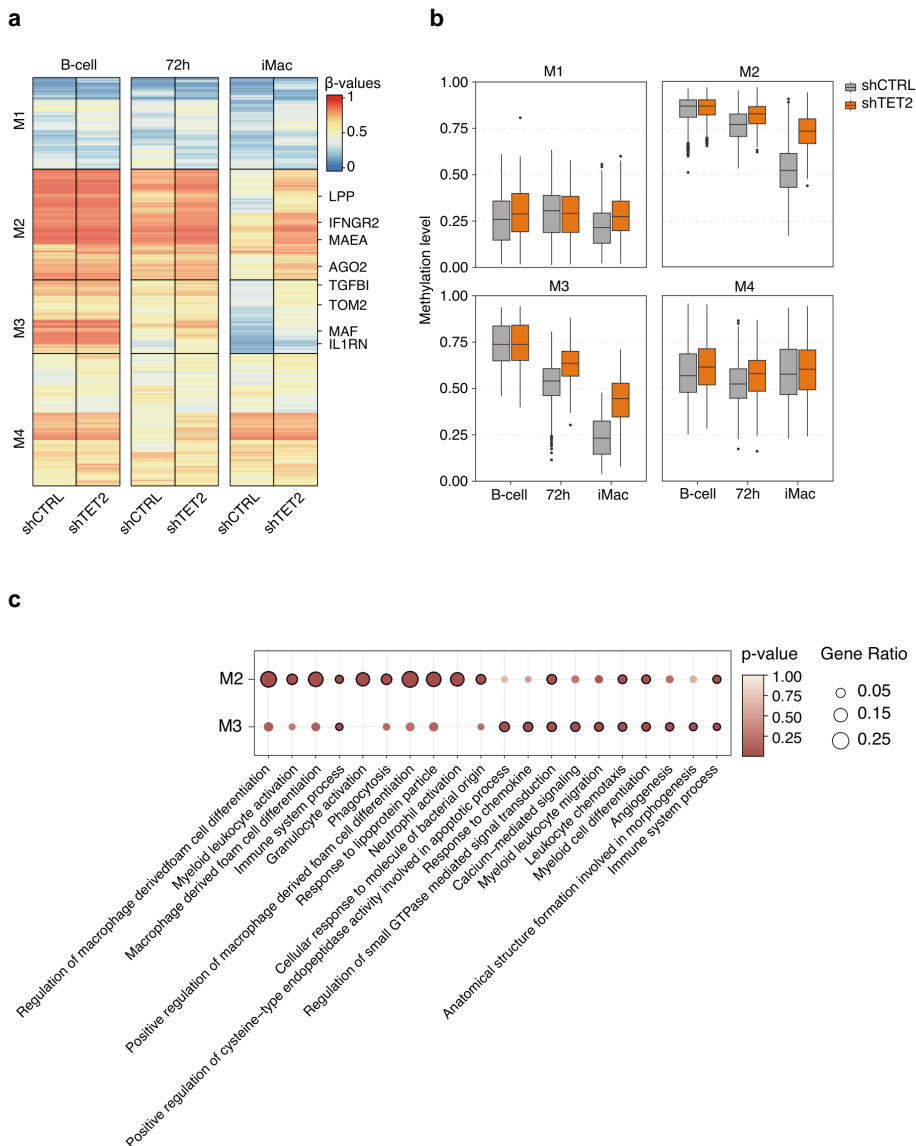 a
B-cell
72h
iMac
β-values
1
0.5
0
M1
M2
M3
M4
LPP
IFNGR2
MAEA
AGO2
TGFBI
TOM2
MAF
IL1RN
shCTRL
shTET2
shCTRL
shTET2
shCTRL
shTET2
b
M1
M2
shCTRL
shTET2
Methylation level
1.00
0.75
0.50
0.25
0.00
M3
M4
1.00
0.75
0.50
0.25
0.00
B-cell
72h
iMac
B-cell
72h
iMac
c
M2
M3
p-value
1.00
0.75
0.50
0.25
Gene Ratio
0.05
0.15
0.25
Regulation of macrophage derivedfoam cell differentiation
Myeloid leukocyte activation
Macrophage derived foam cell differentiation
Immune system process
Granulocyte activation
Phagocytosis
Positive regulation of macrophage derived foam cell differentiation
Response to lipoprotein particle
Neutrophil activation
Cellular response to molecule of bacterial origin
Positive regulation of cysteine−type endopeptidase activity involved in apoptotic process
Response to chemokine
Regulation of small GTPase mediated signal transduction
Calcium−mediated signaling
Myeloid leukocyte migration
Leukocyte chemotaxis
Myeloid cell differentiation
Angiogenesis
Anatomical structure formation involved in morphogenesis
Immune system process